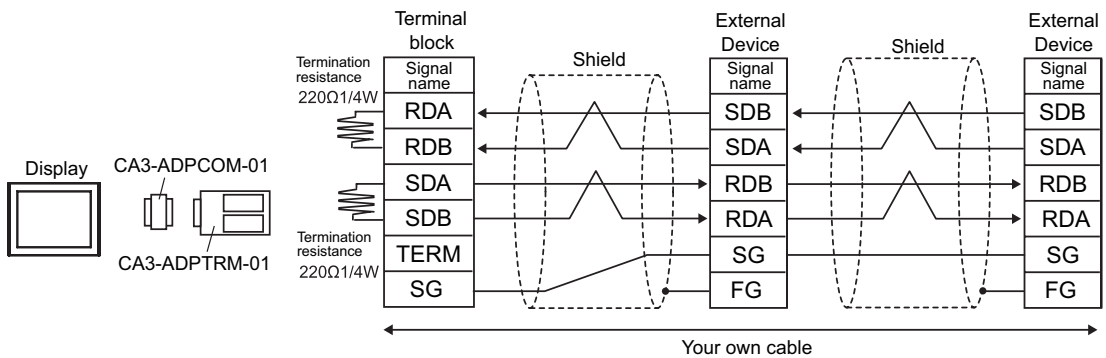 Display
CA3-ADPCOM-01
CA3-ADPTRM-01
Termination
resistance
220Ω1/4W
Termination
resistance
220Ω1/4W
Terminal
block
Signal
name
RDA
RDB
SDA
SDB
TERM
SG
Shield
External
Device
Signal
name
SDB
SDA
RDB
RDA
SG
FG
Shield
External
Device
Signal
name
SDB
SDA
RDB
RDA
SG
FG
Your own cable